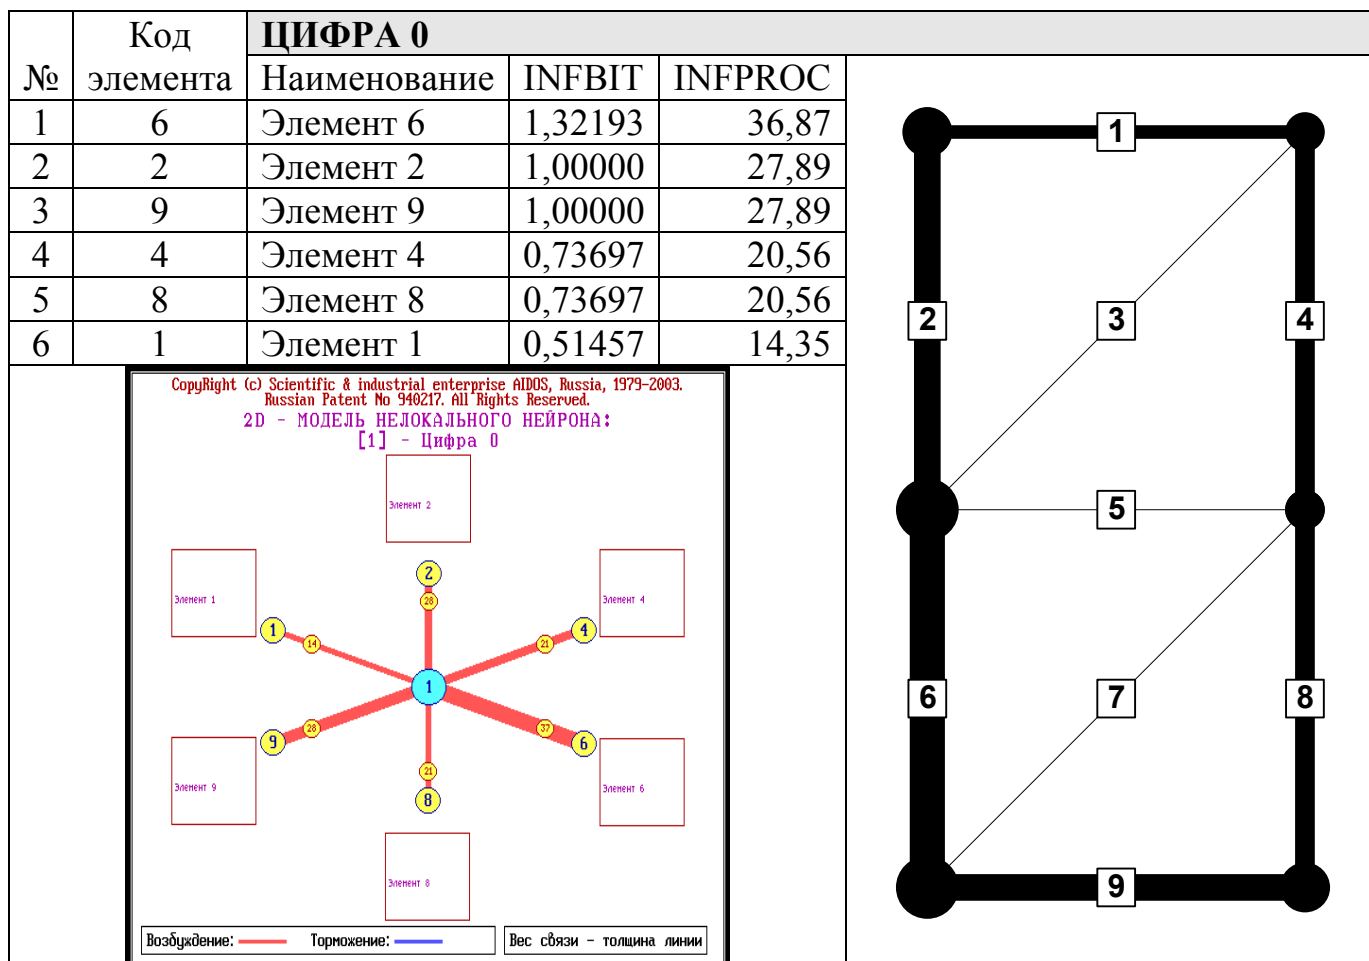 № Код элемента ЦИФРА 0
Наименование INFBIT INFPROC
1 6 Элемент 6 1,32193 36,87
2 2 Элемент 2 1,00000 27,89
3 9 Элемент 9 1,00000 27,89
4 4 Элемент 4 0,73697 20,56
5 8 Элемент 8 0,73697 20,56
6 1 Элемент 1 0,51457 14,35
CopyRight (c) Scientific & industrial enterprise AIDOS, Russia, 1979-2003.
Russian Patent No 940217. All Rights Reserved.
2D - МОДЕЛЬ НЕЛОКАЛЬНОГО НЕЙРОНА:
[1] - Цифра 0
Элемент 2
Элемент 1
Элемент 4
2
28
1
14
21
4
1
9
28
37
6
21
8
Элемент 9
Элемент 6
Элемент 8
Возбуждение: Торможение: Вес связи - толщина линии
1
2
3
4
5
6
7
8
9